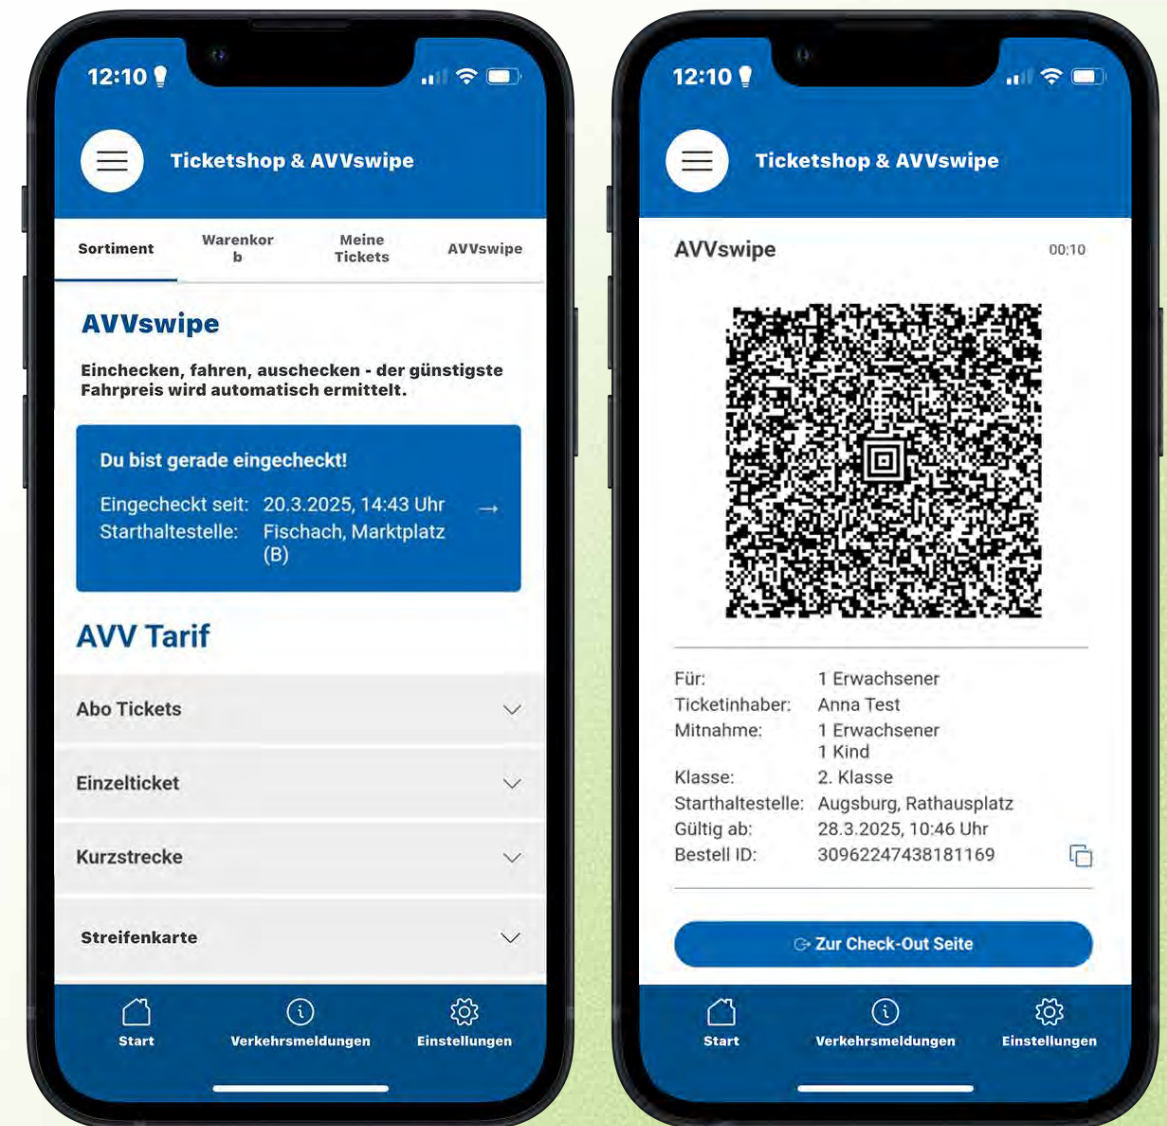 12:10
Ticketshop & AVVswipe
Sortiment
Warenkor
b
Meine
Tickets
AVVswipe
AVVswipe
Einchecken, fahren, auschecken - der günstigste
Fahrpreis wird automatisch ermittelt.
Du bist gerade eingecheckt!
Eingecheckt seit: 20.3.2025, 14:43 Uhr →
Starthaltestelle: Fischach, Marktplatz
(B)
AVV Tarif
Abo Tickets
Einzelticket
Kurzstrecke
Streifenkarte
Start
Verkehrsmeldungen
Einstellungen
12:10
Ticketshop & AVVswipe
AVVswipe 00:10
Für: 1 Erwachsener
Ticketinhaber: Anna Test
Mitnahme: 1 Erwachsener
1 Kind
Klasse: 2. Klasse
Starthaltestelle: Augsburg, Rathausplatz
Gültig ab: 28.3.2025, 10:46 Uhr
Bestell ID: 30962247438181169
Zur Check-Out Seite
Start
Verkehrsmeldungen
Einstellungen